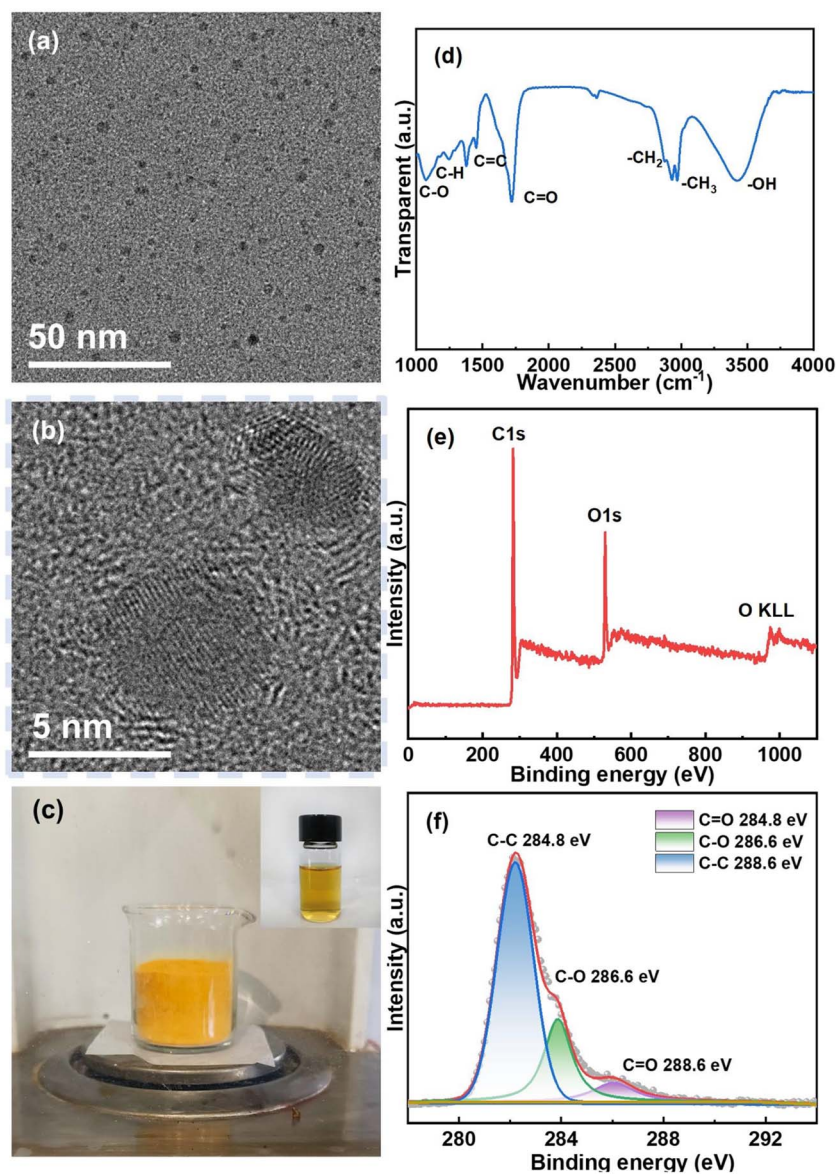 (a)
50 nm
(b)
5 nm
(c)
(d)
C-O
C-H
C=O
C=O
-CH2
-CH3
-OH
Transparent (a.u.)
1000 1500 2000 2500 3000 3500 4000
Wavenumber (cm-1)
(e)
C1s
O1s
O KLL
Intensity (a.u.)
0 200 400 600 800 1000
Binding energy (eV)
(f)
C=O 284.8 eV
C-O 286.6 eV
C-C 288.6 eV
C-C 284.8 eV
C-O 286.6 eV
C=O 288.6 eV
Intensity (a.u.)
280 284 288 292
Binding energy (eV)